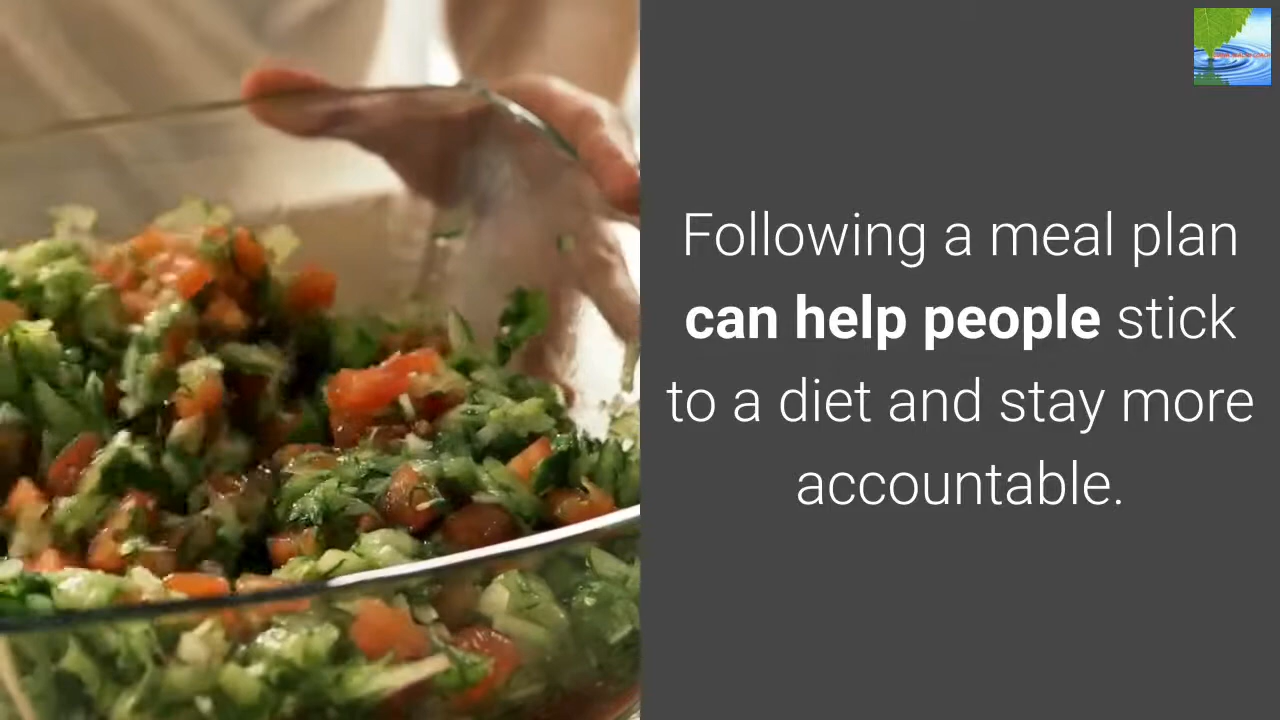 Following a meal plan
can help people stick
to a diet and stay more
accountable.